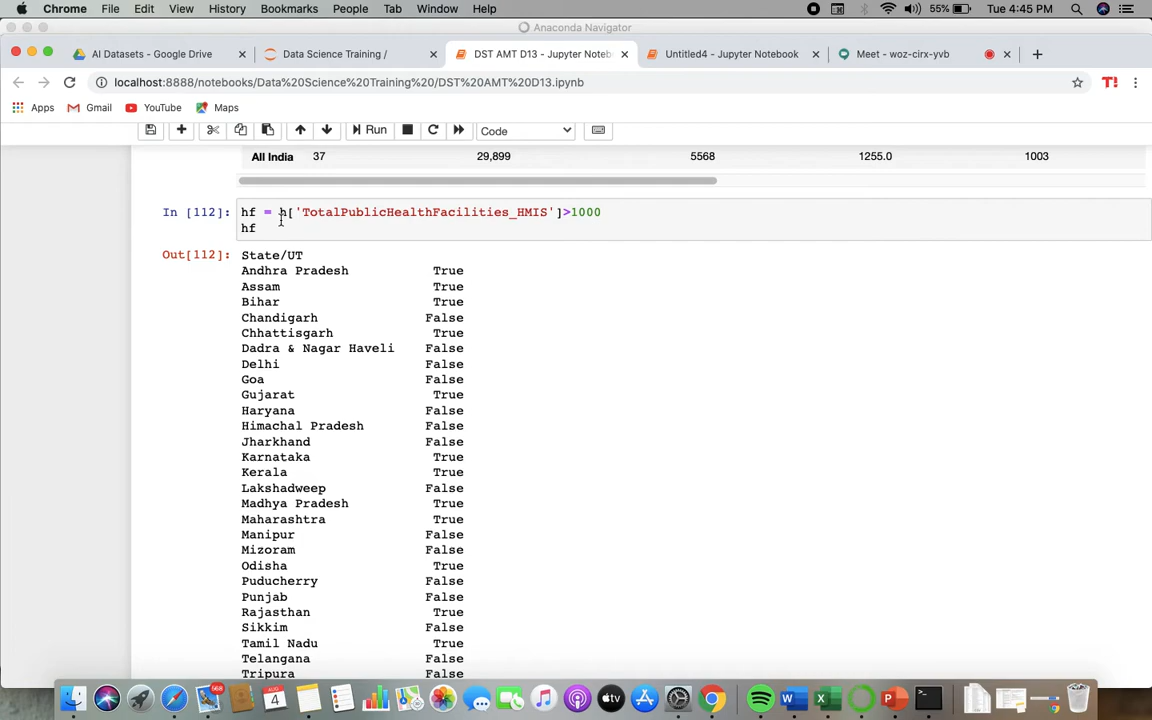 Chrome File Edit View History Bookmarks People Tab Window Help 55% Tue 4:45 PM
Anaconda Navigator
AI Datasets - Google Drive Data Science Training / DST AMT D13 - Jupyter Noteb Untitled4 - Jupyter Notebook Meet - woz-cirx-yvb
localhost:8888/notebooks/Data%20Science%20Training%20/DST%20AMT%20D13.ipynb
Apps Gmail YouTube Maps
Run Code
All India 37 29,899 5568 1255.0 1003
In [112]: hf = h['TotalPublicHealthFacilities_HMIS']>1000
hf
Out[112]: State/UT
Andhra Pradesh True
Assam True
Bihar True
Chandigarh False
Chhattisgarh True
Dadra & Nagar Haveli False
Delhi False
Goa False
Gujarat True
Haryana False
Himachal Pradesh False
Jharkhand False
Karnataka True
Kerala True
Lakshadweep False
Madhya Pradesh True
Maharashtra True
Manipur False
Mizoram False
Odisha True
Puducherry False
Punjab False
Rajasthan True
Sikkim False
Tamil Nadu True
Telangana False
Tripura False
568
AUG
4
tv